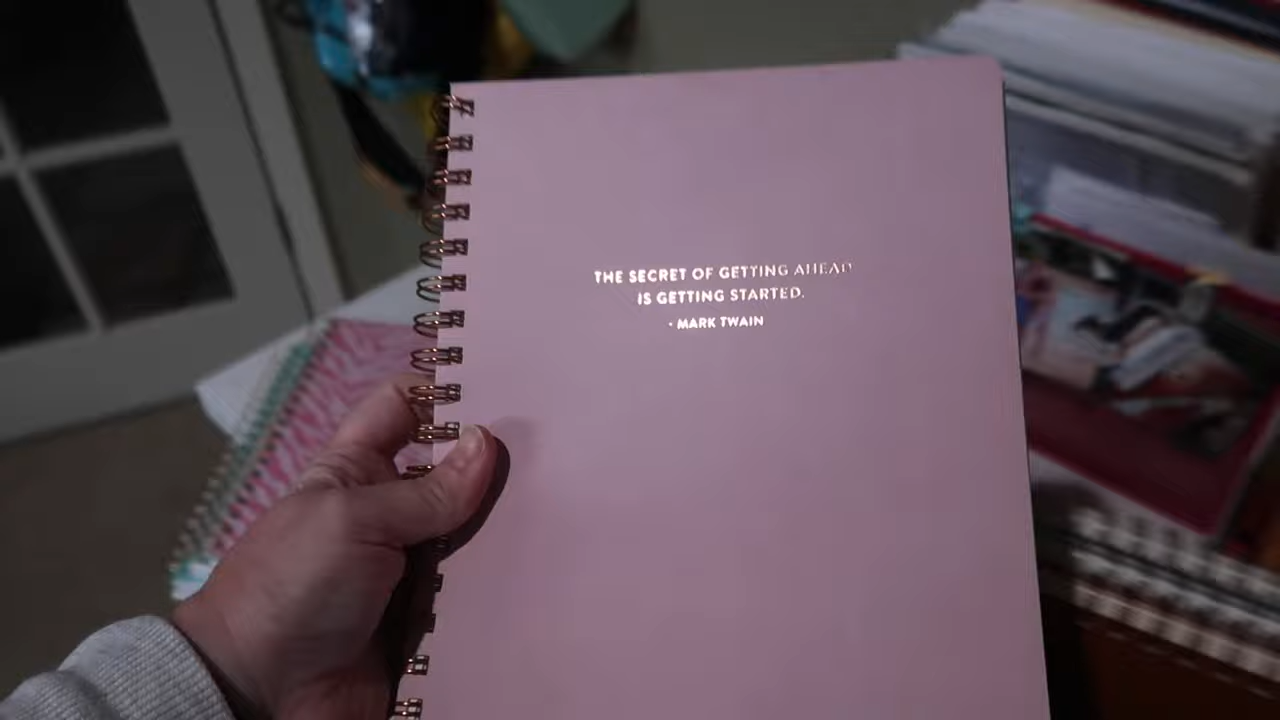 THE SECRET OF GETTING AHEAD
IS GETTING STARTED.
• MARK TWAIN